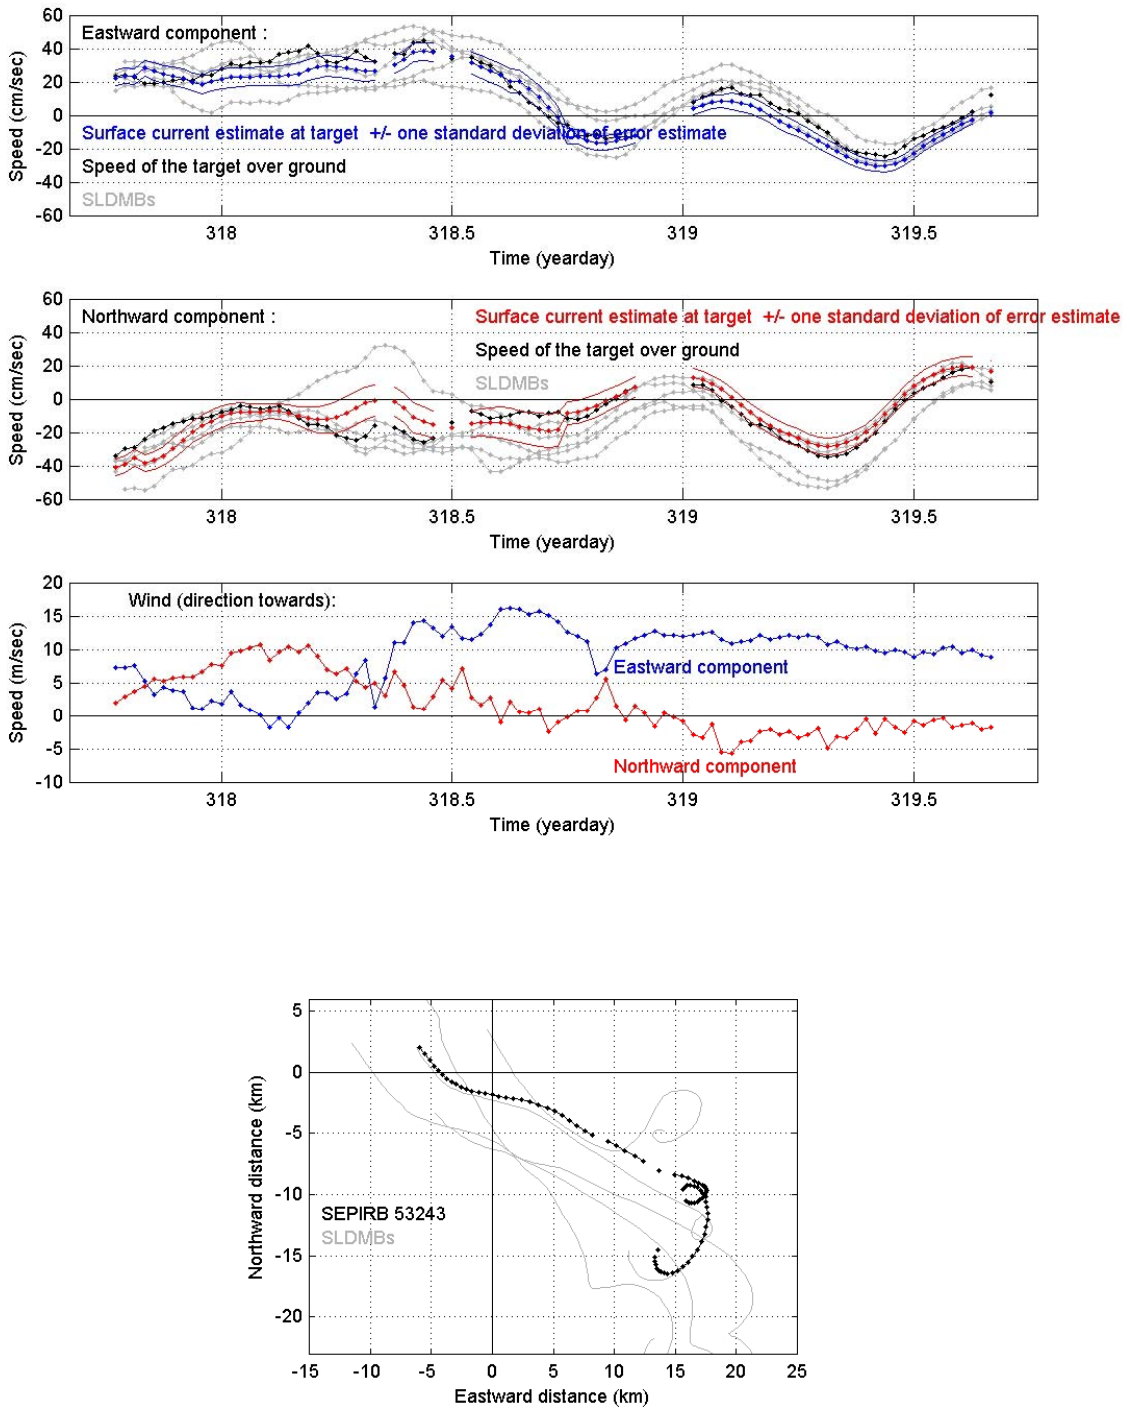 60
40
20
0
-20
-40
-60
Speed (cm/sec)
Eastward component :
Surface current estimate at target +/- one standard deviation of error estimate
Speed of the target over ground
SLDMBs
318
318.5
319
319.5
Time (yearday)
60
40
20
0
-20
-40
-60
Speed (cm/sec)
Northward component :
Surface current estimate at target +/- one standard deviation of error estimate
Speed of the target over ground
SLDMBs
318
318.5
319
319.5
Time (yearday)
20
15
10
5
0
-5
-10
Speed (m/sec)
Wind (direction towards):
Eastward component
Northward component
318
318.5
319
319.5
Time (yearday)
5
0
-5
-10
-15
-20
Northward distance (km)
SEPIRB 53243
SLDMBs
-15
-10
-5
0
5
10
15
20
25
Eastward distance (km)